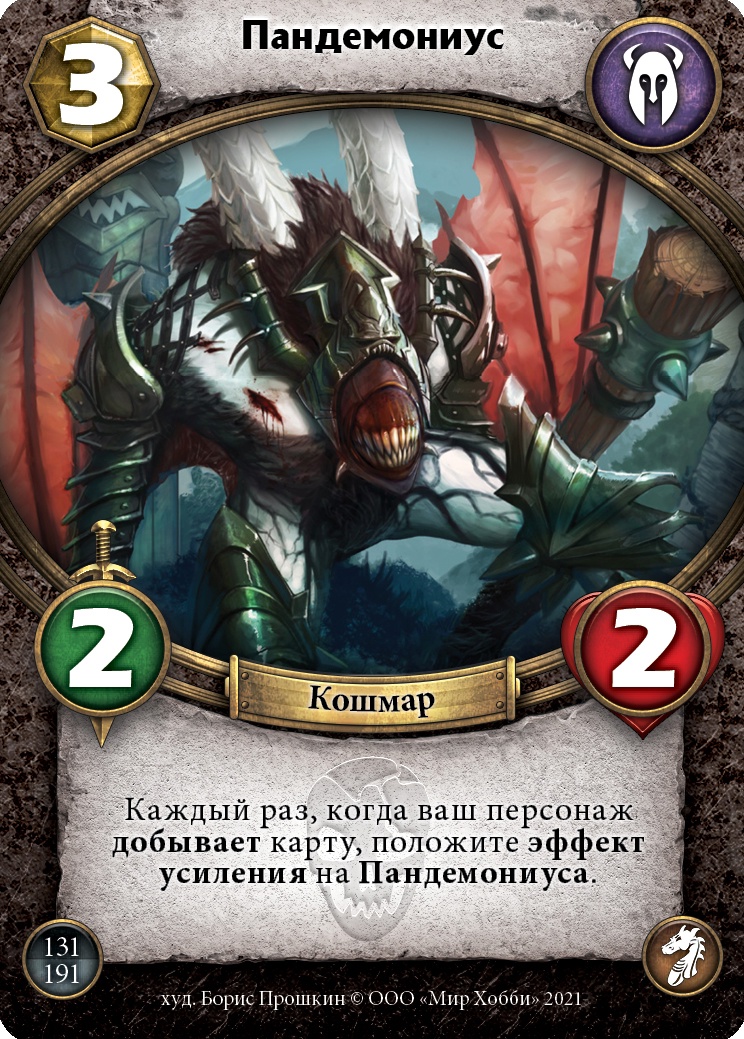 3
Пандемониус
2
2
Кошмар
Каждый раз, когда ваш персонаж
добывает карту, положите эффект
усиления на Пандемониуса.
131
191
худ. Борис Прошкин © ООО «Мир Хобби» 2021